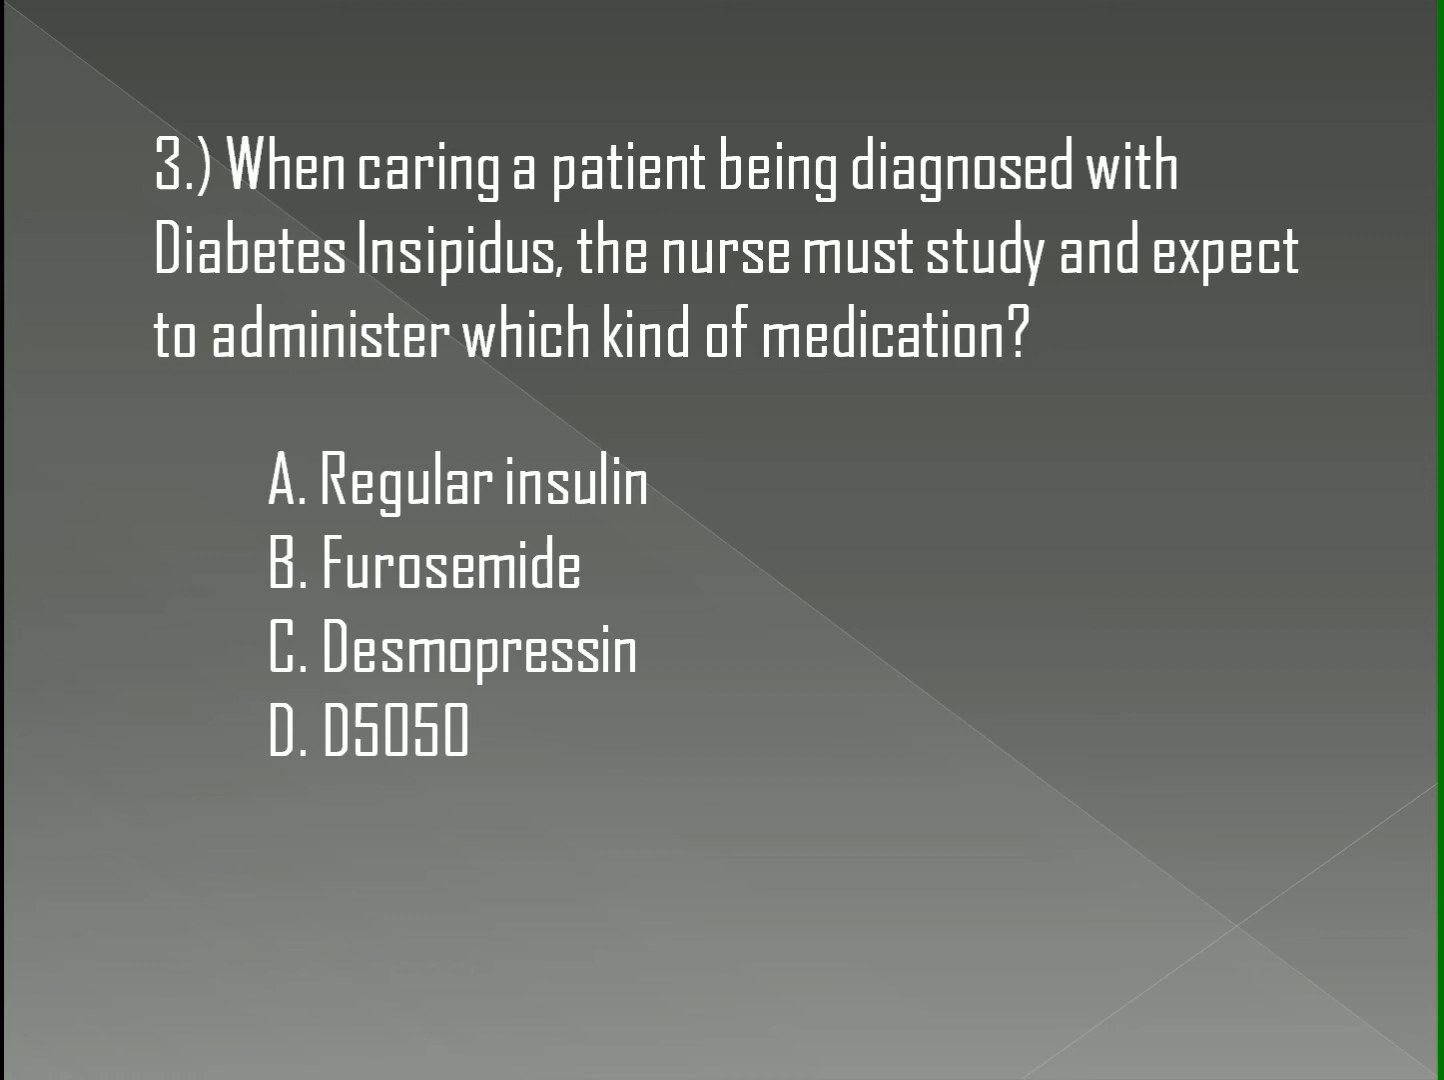 3.) When caring a patient being diagnosed with
Diabetes Insipidus, the nurse must study and expect
to administer which kind of medication?
A. Regular insulin
B. Furosemide
C. Desmopressin
D. D5050